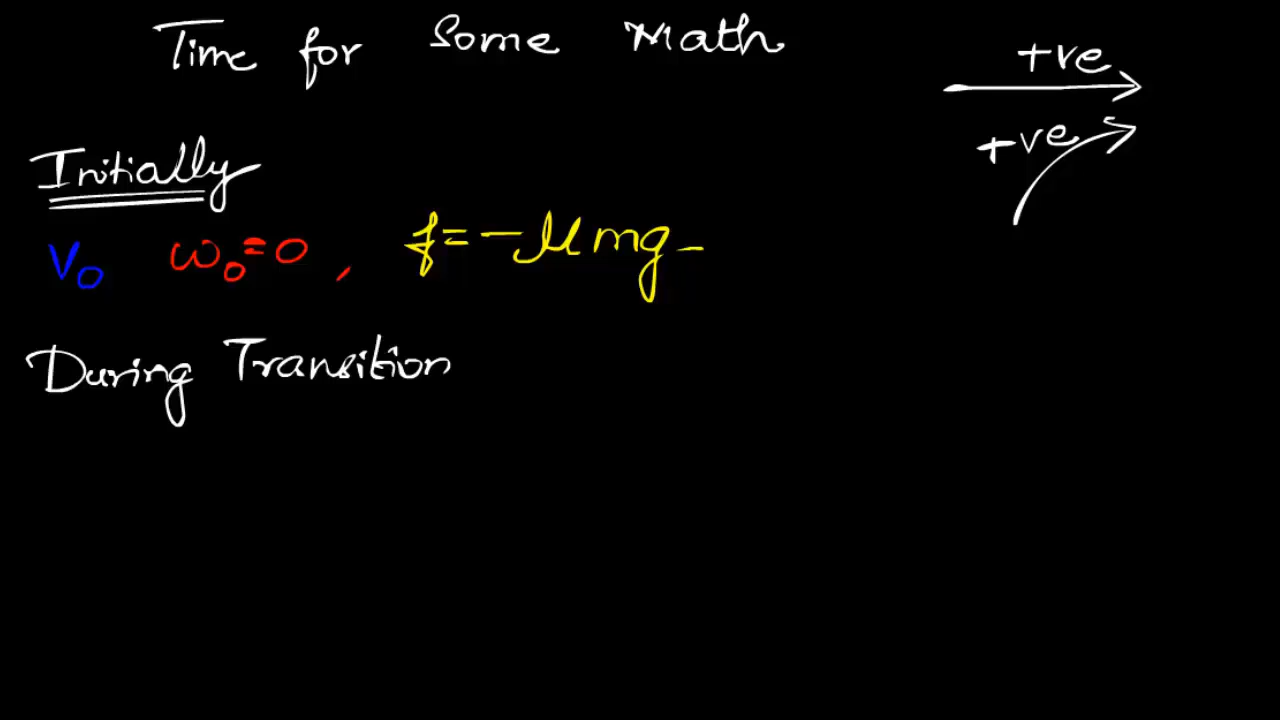 Time for Some Math
+ve
+ve
Initially
V₀ ω₀=0, f=-μmg-
During Transition